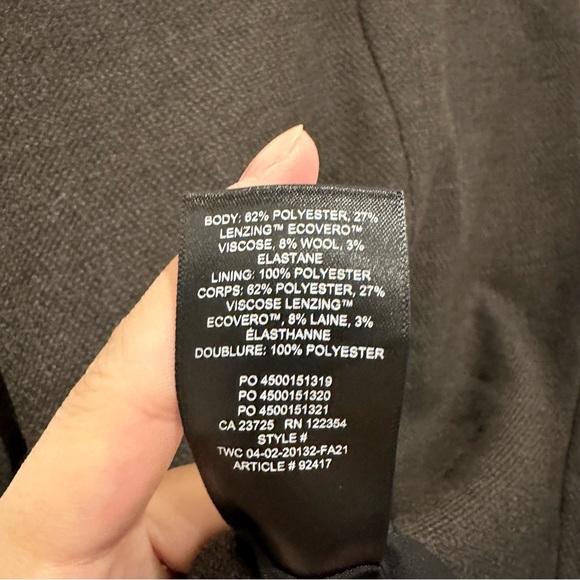 BODY: 62% POLYESTER, 27%
LENZING™ ECOVERO™
VISCOSE, 8% WOOL, 3%
ELASTANE
LINING: 100% POLYESTER
CORPS: 62% POLYESTER, 27%
VISCOSE LENZING™
ECOVERO™, 8% LAINE, 3%
ÉLASTHANNE
DOUBLURE: 100% POLYESTER
PO 4500151319
PO 4500151320
PO 4500151321
CA 23725 RN 122354
STYLE #
TWC 04-02-20132-FA21
ARTICLE # 92417